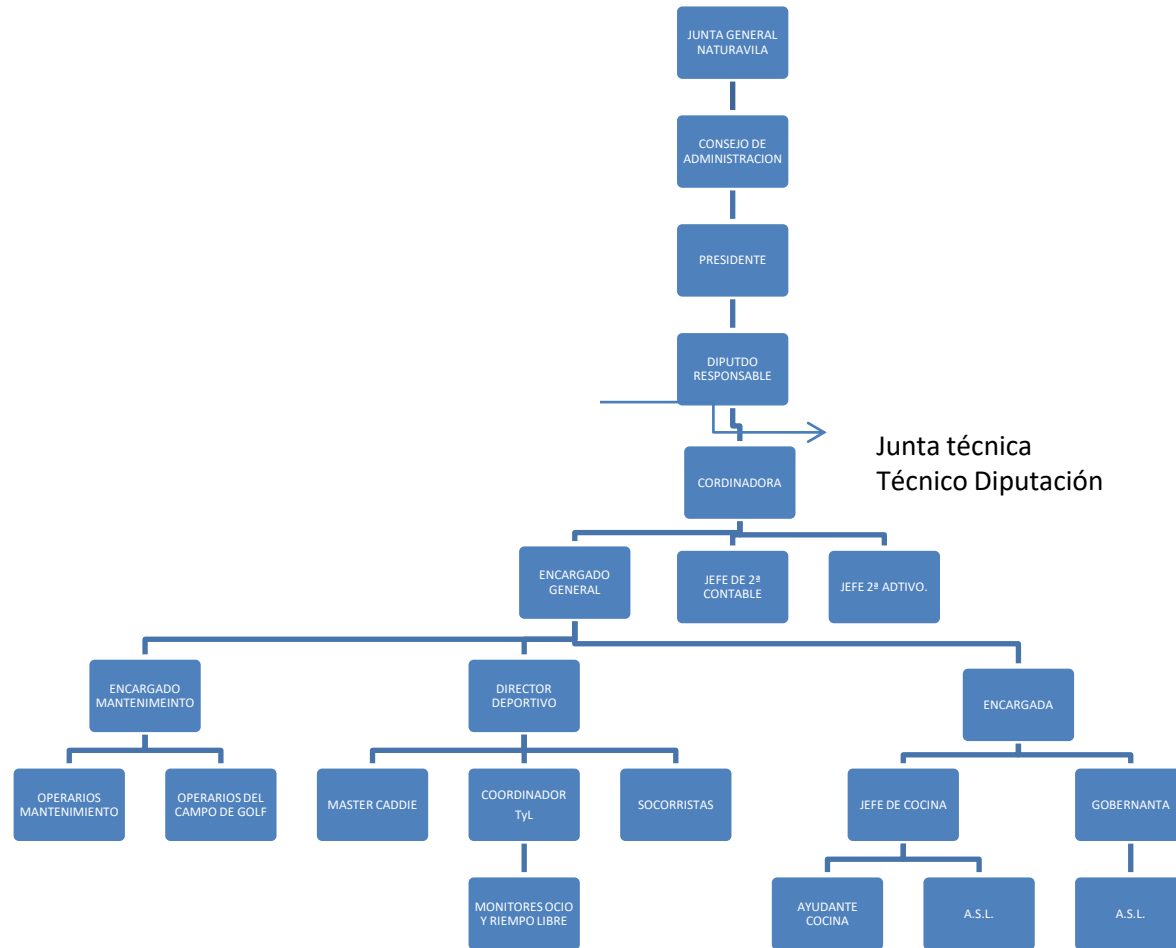 JUNTA GENERAL
NATURAVILA
CONSEJO DE
ADMINISTRACION
PRESIDENTE
DIPUTDO
RESPONSABLE
Junta técnica
Técnico Diputación
CORDINADORA
ENCARGADO
GENERAL
JEFE DE 2ª
CONTABLE
JEFE 2ª ADTIVO.
ENCARGADO
MANTENIMEINTO
DIRECTOR
DEPORTIVO
ENCARGADA
OPERARIOS
MANTENIMIENTO
OPERARIOS DEL
CAMPO DE GOLF
MASTER CADDIE
COORDINADOR
TyL
SOCORRISTAS
JEFE DE COCINA
GOBERNANTA
MONITORES OCIO
Y RIEMPO LIBRE
AYUDANTE
COCINA
A.S.L.
A.S.L.